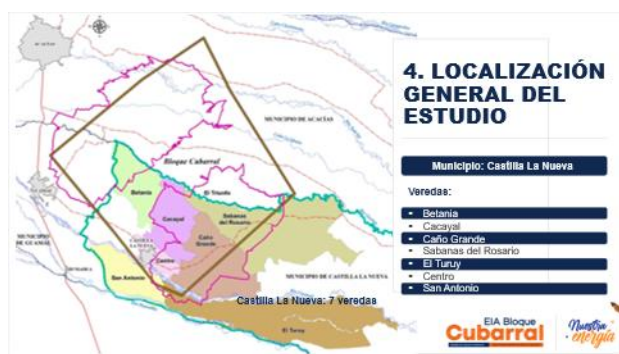 4. LOCALIZACIÓN
GENERAL DEL
ESTUDIO
Municipio: Castilla La Nueva
Veredas:
Betania
Cacayal
Caño Grande
Sabanas del Rosario
El Turuy
Centro
San Antonio
MUNICIPIO DE ACACÍAS
Bloque Cubarral
Betania
El Triunfo
Cacayal
Sabanas
del Rosario
Caño
Grande
CASTILLA
LA NUEVA
MUNICIPIO
DE GUAMAL
Centro
San Antonio
MUNICIPIO DE CASTILLA LA NUEVA
Castilla La Nueva: 7 veredas
El Turuy
EIA Bloque
Cubarral
Nuestra
energía